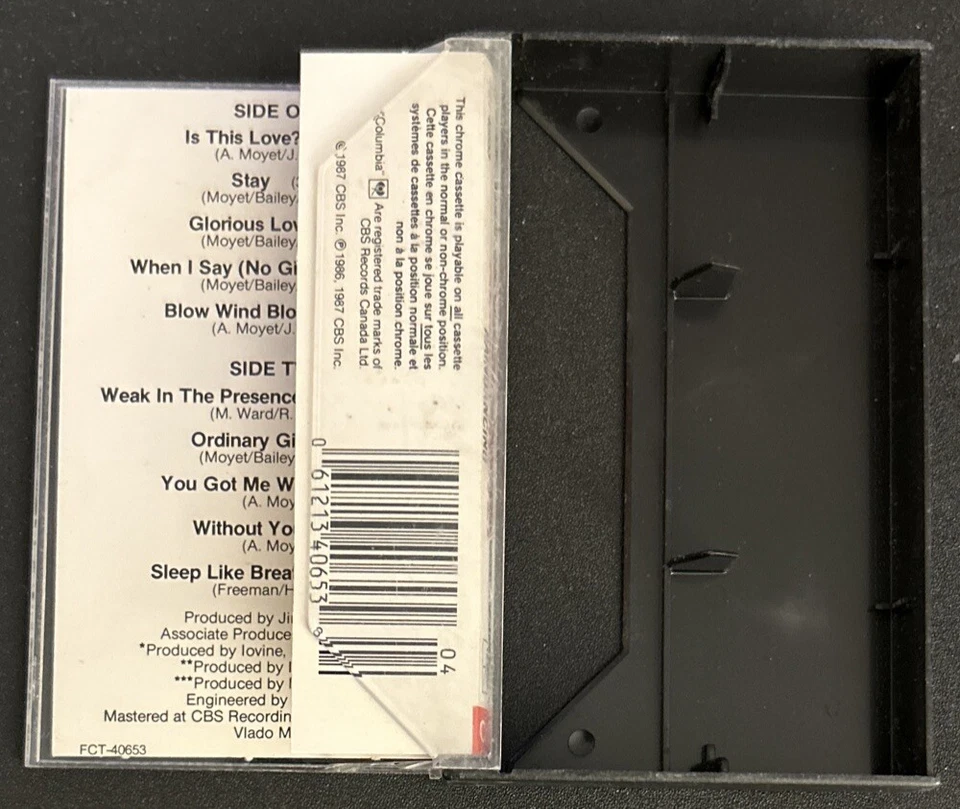 SIDE O
Is This Love?
(A. Moyet/J.
Stay
(Moyet/Bailey
Glorious Lov
(Moyet/Bailey
When I Say (No Gi
(Moyet/Bailey
Blow Wind Blo
(A. Moyet/J.
SIDE T
Weak In The Presence
(M. Ward/R.
Ordinary Gi
(Moyet/Bailey
You Got Me W
(A. Moy
Without Yo
(A. Moy
Sleep Like Brea
(Freeman/H
Produced by Ji
Associate Produce
*Produced by Iovine,
**Produced by
***Produced by
Engineered by
Mastered at CBS Recordin
Vlado M
FCT-40653
This chrome cassette is playable on all cassette
players in the normal or non-chrome position.
Cette cassette en chrome se joue sur tous les
systèmes de cassettes à la position normale et
non à la position chrome.
"Columbia" Are registered trade marks of
CBS Records Canada Ltd.
© 1987 CBS Inc. ℗ 1986, 1987 CBS Inc.
0 61213 40653 8
04